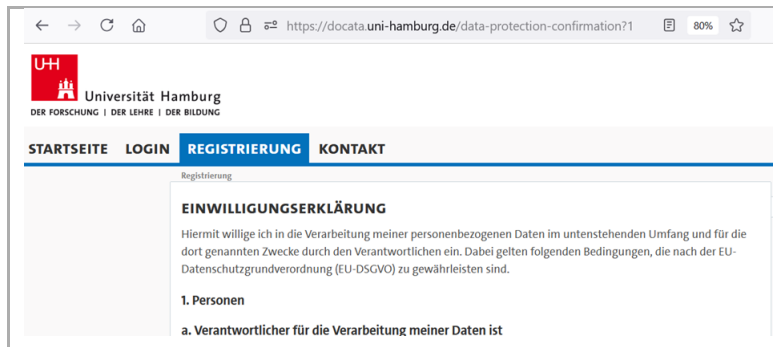 https://docata.uni-hamburg.de/data-protection-confirmation?1 80%
UH
Universität Hamburg
DER FORSCHUNG | DER LEHRE | DER BILDUNG
STARTSEITE LOGIN REGISTRIERUNG KONTAKT
Registrierung
EINWILLIGUNGSERKLÄRUNG
Hiermit willige ich in die Verarbeitung meiner personenbezogenen Daten im untenstehenden Umfang und für die
dort genannten Zwecke durch den Verantwortlichen ein. Dabei gelten folgenden Bedingungen, die nach der EU-
Datenschutzgrundverordnung (EU-DSGVO) zu gewährleisten sind.
1. Personen
a. Verantwortlicher für die Verarbeitung meiner Daten ist